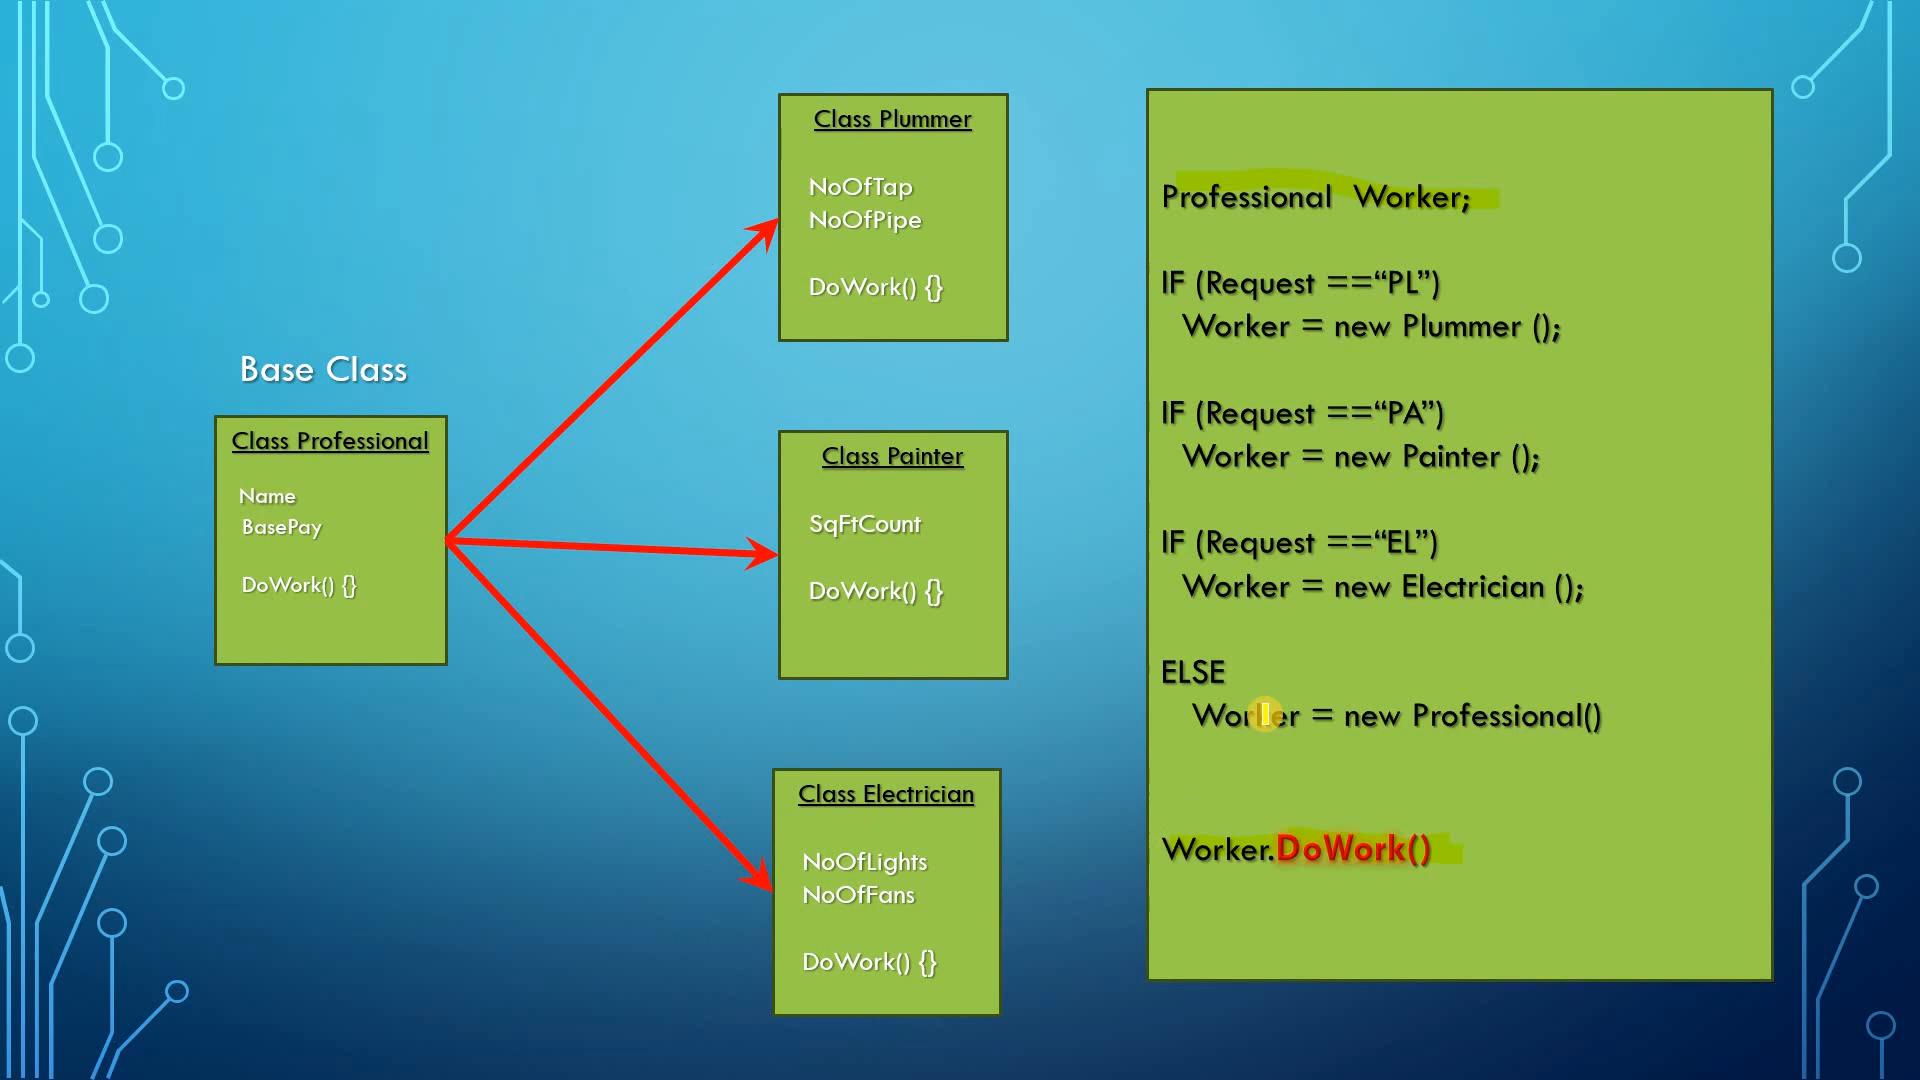 Base Class
Class Professional
Name
BasePay
DoWork() {}
Class Plummer
NoOfTap
NoOfPipe
DoWork() {}
Class Painter
SqFtCount
DoWork() {}
Class Electrician
NoOfLights
NoOfFans
DoWork() {}
Professional Worker;
IF (Request ==“PL”)
Worker = new Plummer ();
IF (Request ==“PA”)
Worker = new Painter ();
IF (Request ==“EL”)
Worker = new Electrician ();
ELSE
Worker = new Professional()
Worker.DoWork()